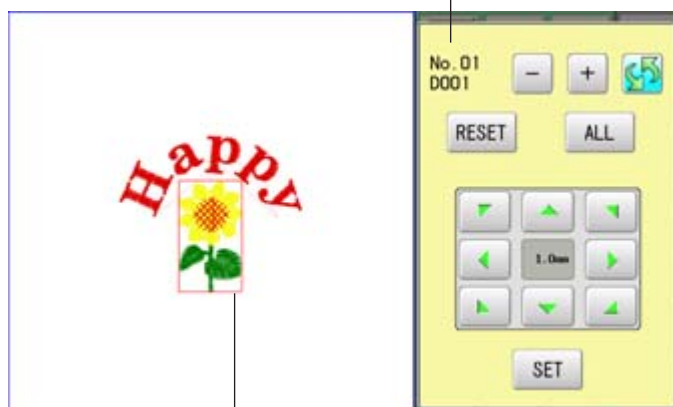 Happy
No.01
D001
- +
RESET ALL
1.0mm
SET